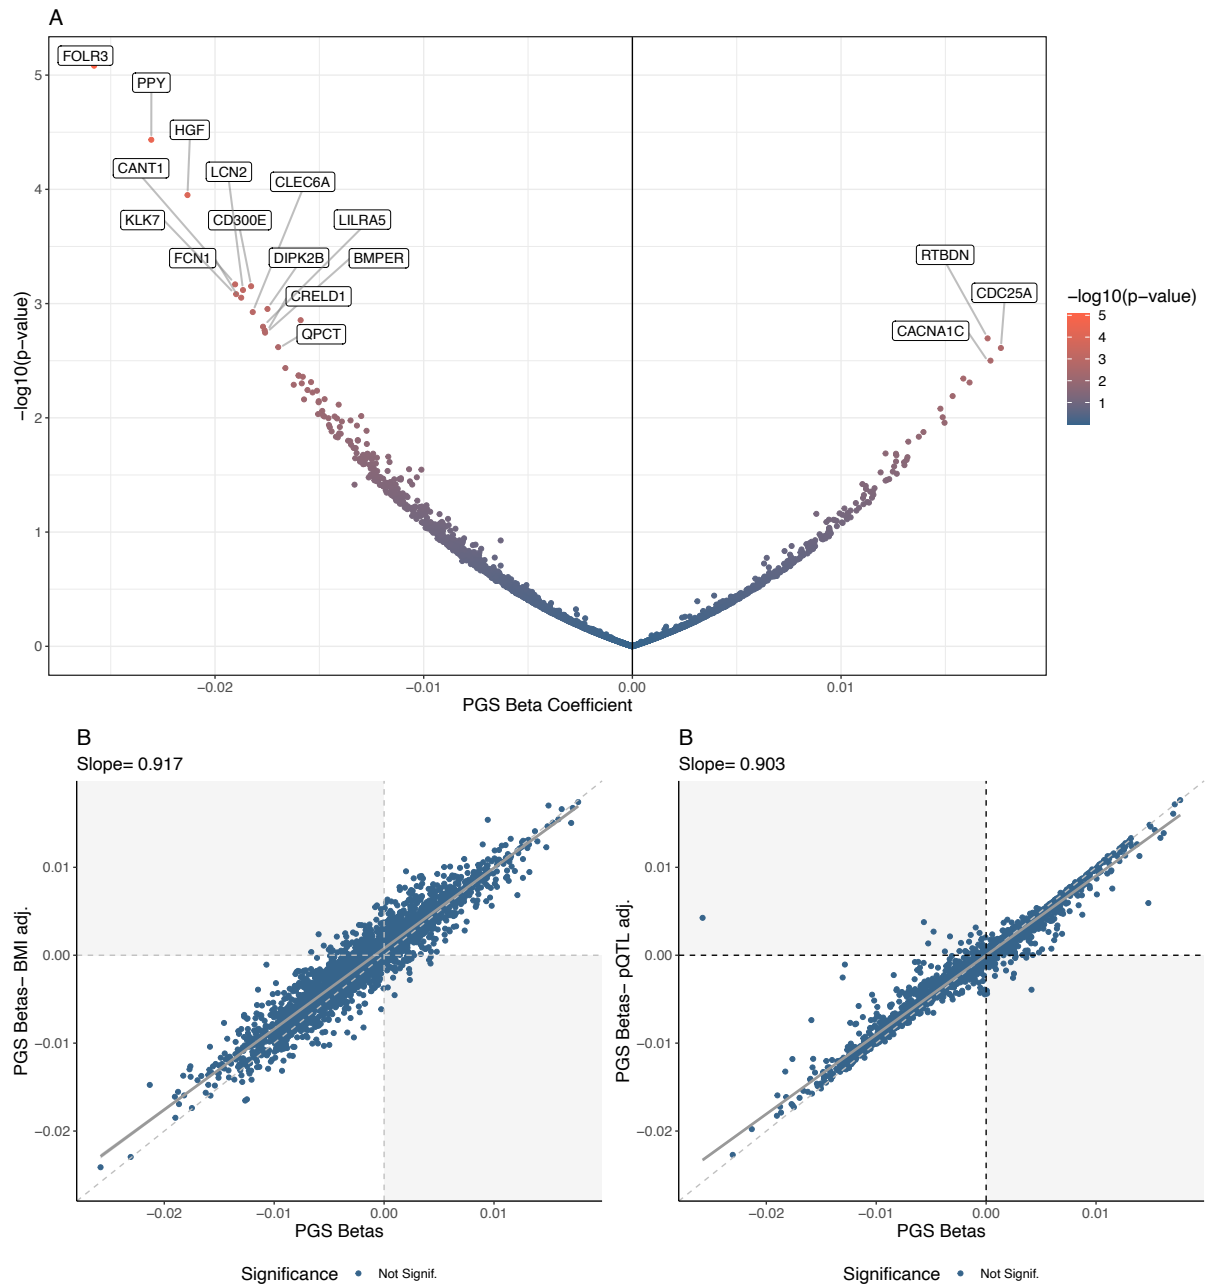 A
FOLR3
PPY
HGF
CANT1
LCN2
CLEC6A
KLK7
CD300E
LILRA5
FCN1
DIPK2B
BMPER
CRELD1
QPCT
RTBDN
CDC25A
CACNA1C
−log10(p−value)
5
4
3
2
1
0
−log10(p−value)
5
4
3
2
1
−0.02
−0.01
0.00
0.01
PGS Beta Coefficient
B
Slope= 0.917
0.01
0.00
−0.01
−0.02
PGS Betas− BMI adj.
−0.02
−0.01
0.00
0.01
PGS Betas
Significance
Not Signif.
B
Slope= 0.903
0.01
0.00
−0.01
−0.02
PGS Betas− pQTL adj.
−0.02
−0.01
0.00
0.01
PGS Betas
Significance
Not Signif.